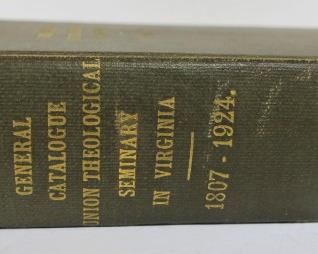 GENERAL
CATALOGUE
UNION THEOLOGICAL
SEMINARY
IN VIRGINIA
1807 - 1924.